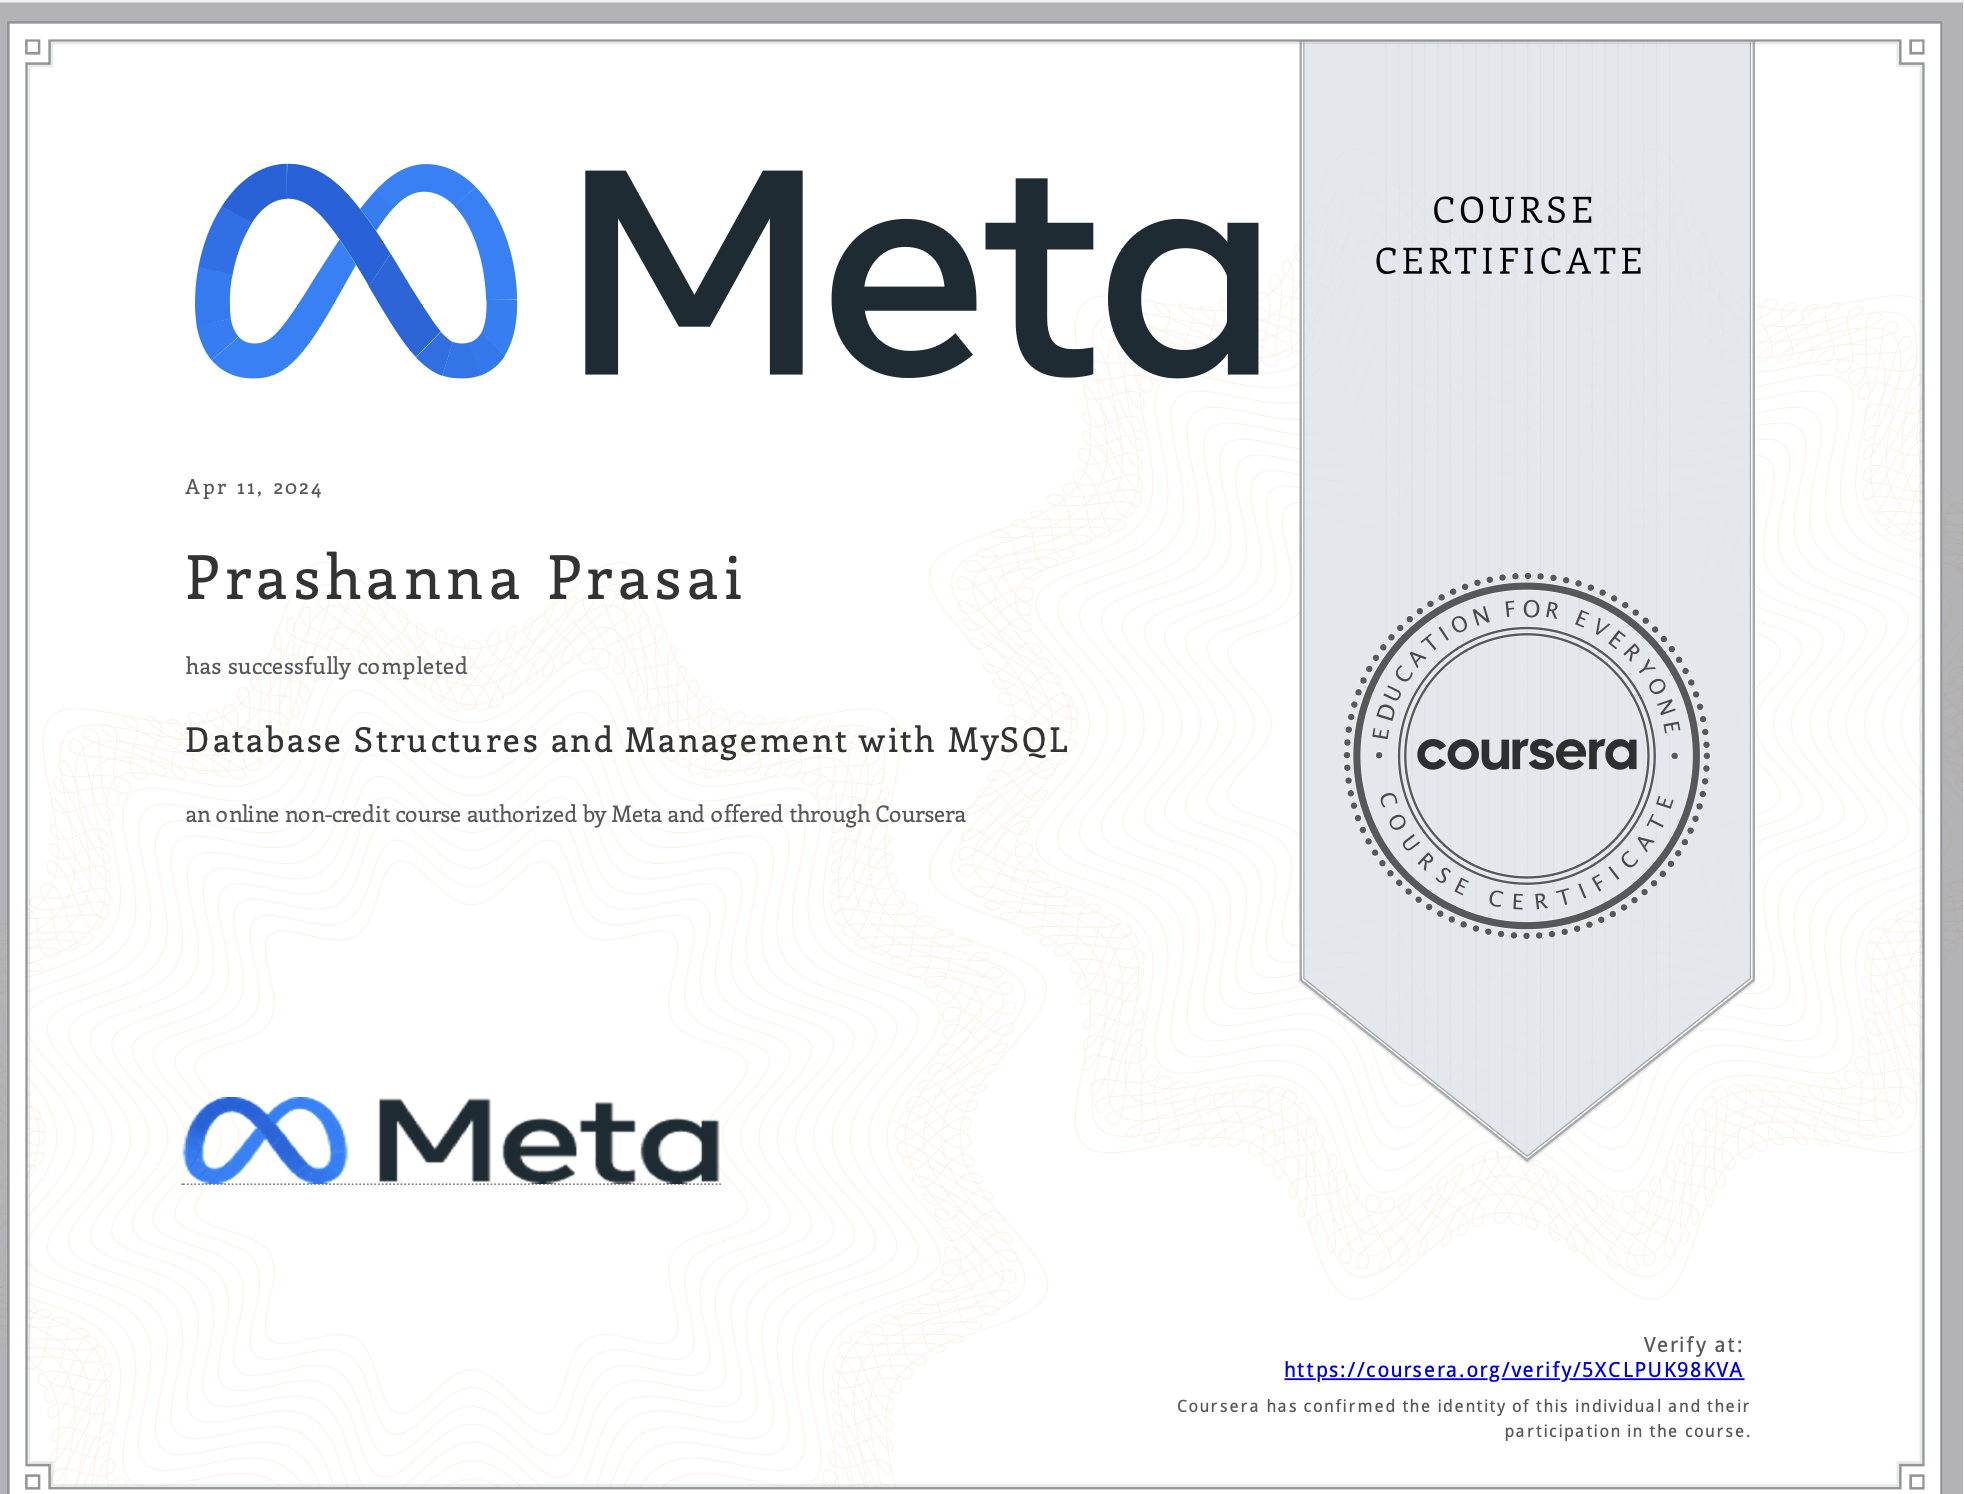 Meta
COURSE
CERTIFICATE
Apr 11, 2024
Prashanna Prasai
has successfully completed
Database Structures and Management with MySQL
an online non-credit course authorized by Meta and offered through Coursera
EDUCATION FOR EVERYONE
coursera
COURSE CERTIFICATE
Meta
Verify at:
https://coursera.org/verify/5XCLPUK98KVA
Coursera has confirmed the identity of this individual and their
participation in the course.